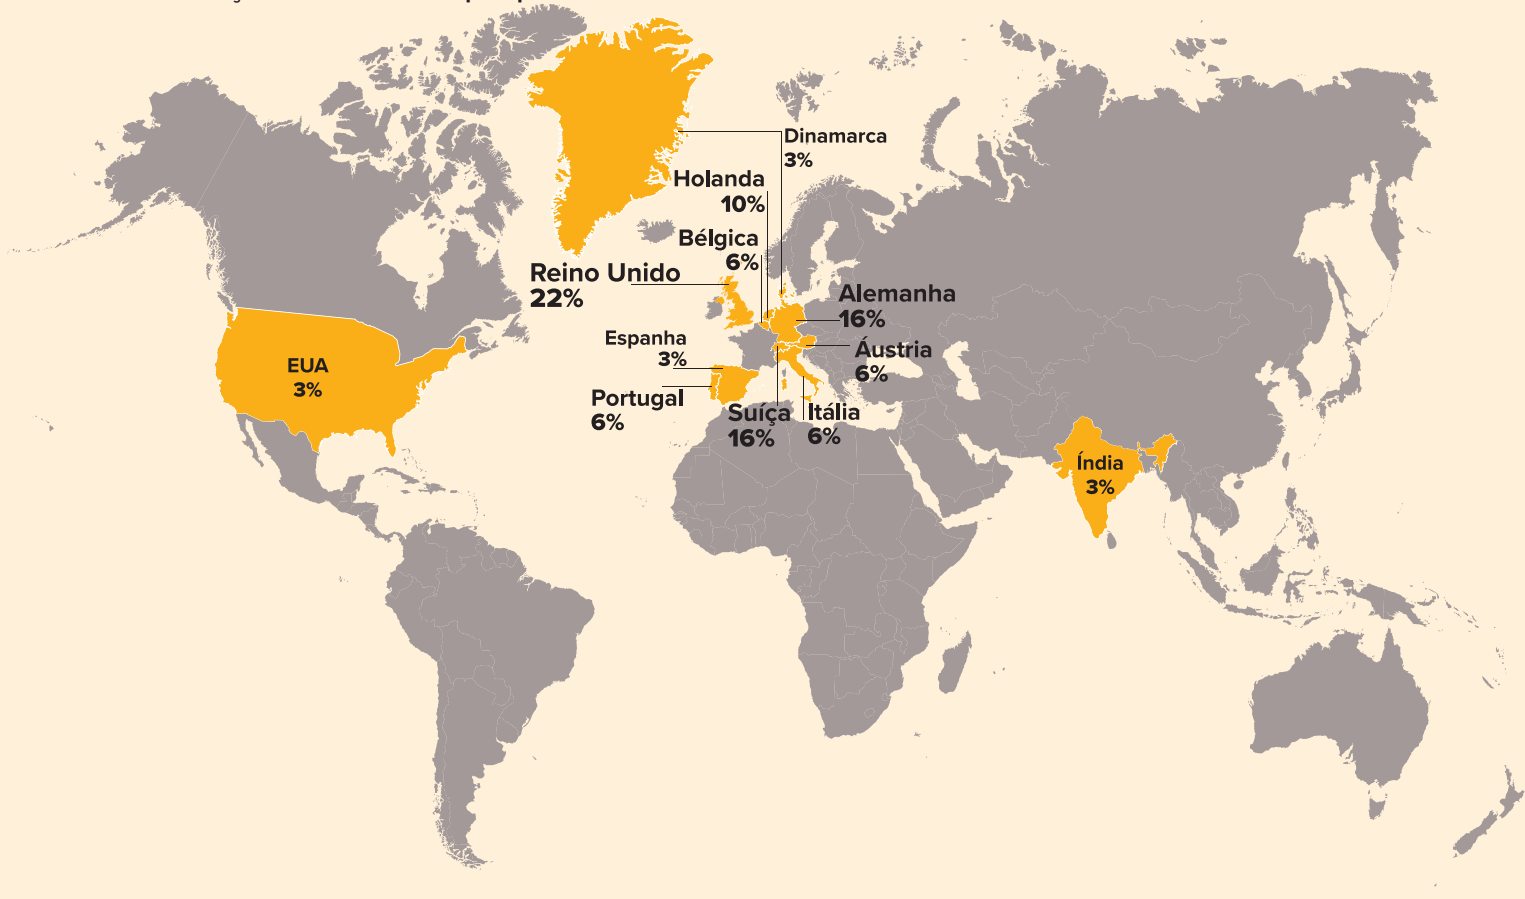 Dinamarca
3%
Holanda
10%
Bélgica
6%
Reino Unido
22%
Alemanha
16%
Espanha
3%
Áustria
6%
EUA
3%
Portugal
6%
Suíça
16%
Itália
6%
Índia
3%